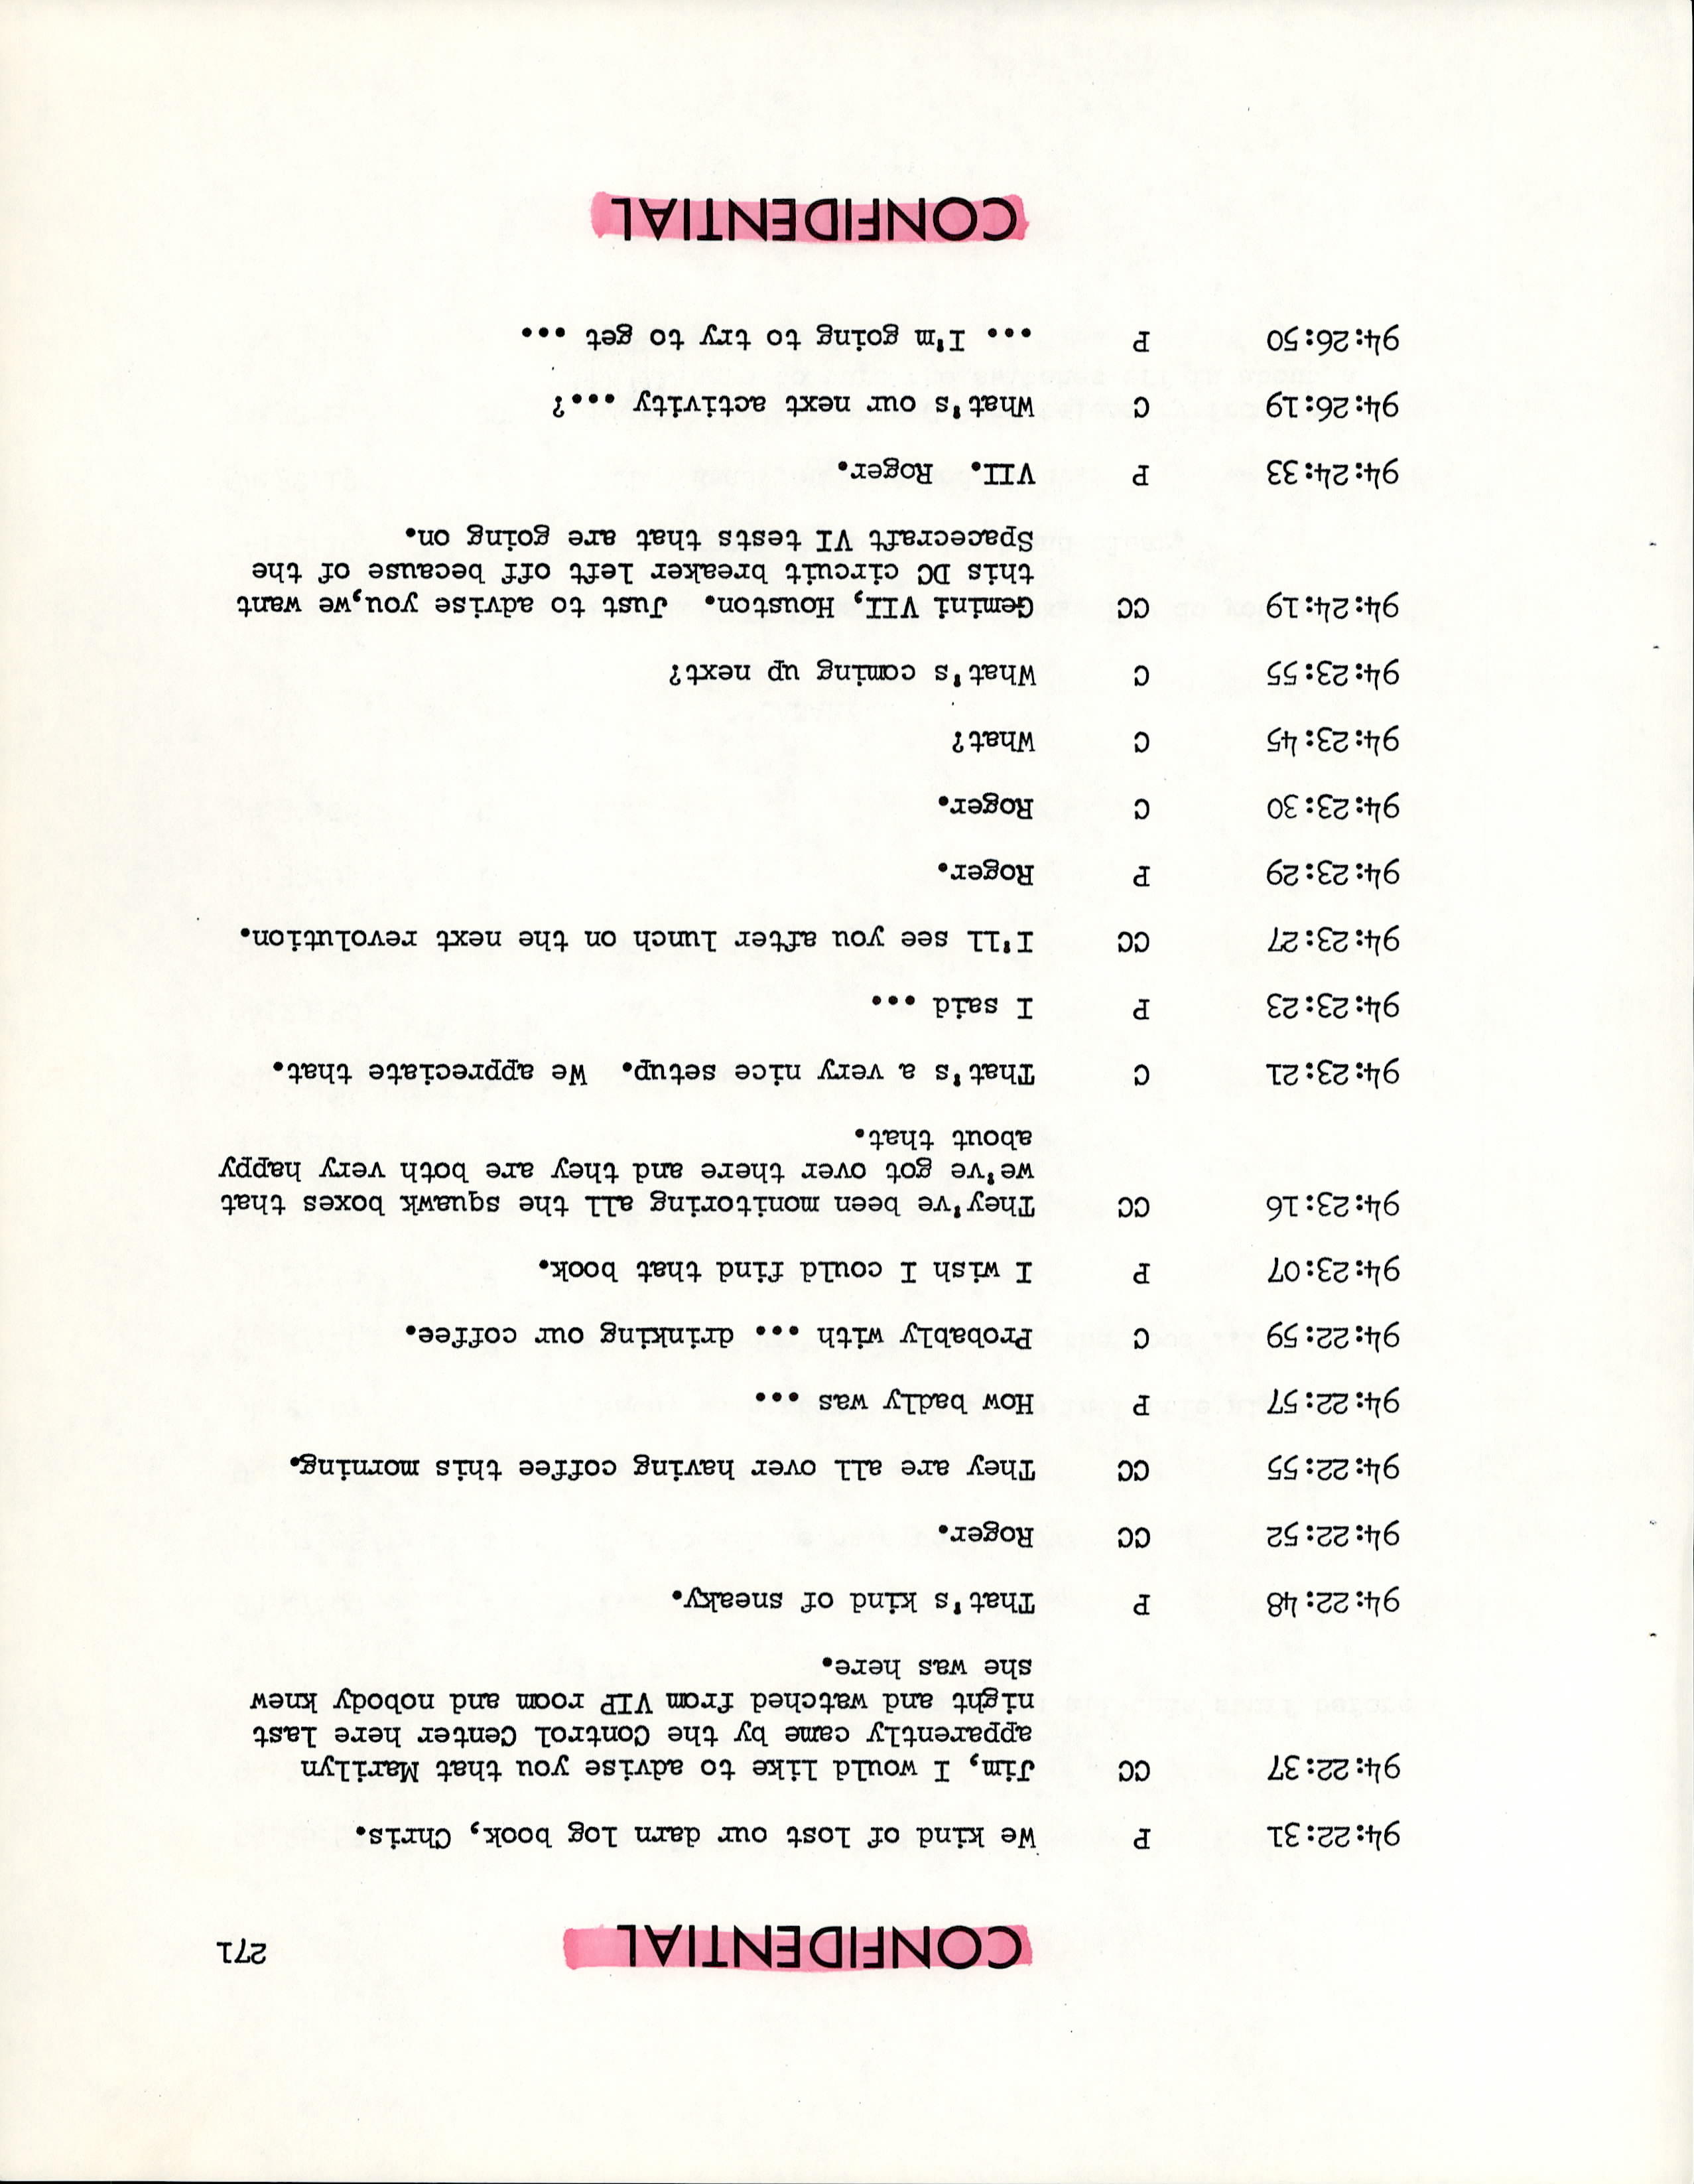 CONFIDENTIAL 271
94:22:31 P We kind of lost our darn log book, Chris.
94:22:37 CC Jim, I would like to advise you that Marilyn
apparently came by the Control Center here last
night and watched from VIP room and nobody knew
she was here.
94:22:48 P That's kind of sneaky.
94:22:52 CC Roger.
94:22:55 CC They are all over having coffee this morning.
94:22:57 P How badly was ...
94:22:59 C Probably with ... drinking our coffee.
94:23:07 P I wish I could find that book.
94:23:16 CC They've been monitoring all the squawk boxes that
we've got over there and they are both very happy
about that.
94:23:21 C That's a very nice setup. We appreciate that.
94:23:23 P I said ...
94:23:27 CC I'll see you after lunch on the next revolution.
94:23:29 P Roger.
94:23:30 C Roger.
94:23:45 C What?
94:23:55 C What's coming up next?
94:24:19 CC Gemini VII, Houston. Just to advise you,we want
this DC circuit breaker left off because of the
Spacecraft VI tests that are going on.
94:24:33 P VII. Roger.
94:26:19 C What's our next activity ...?
94:26:50 P ... I'm going to try to get ...
CONFIDENTIAL